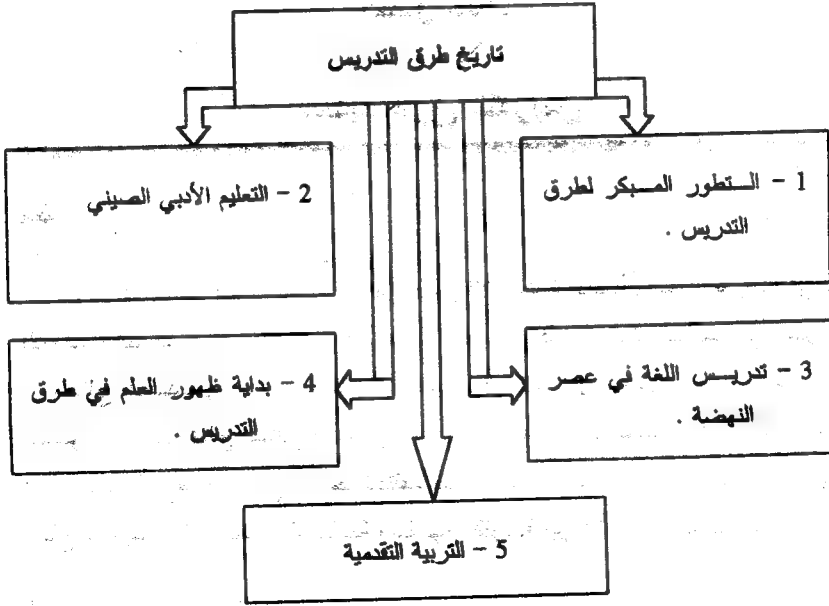 تاريخ طرق التدريس
1 - التطور المبكر لطرق
التدريس .
2 - التعليم الأدبي الصيني
3 - تدريس اللغة في عصر
النهضة .
4 - بداية ظهور العلم في طرق
التدريس .
5 - التربية التقدمية